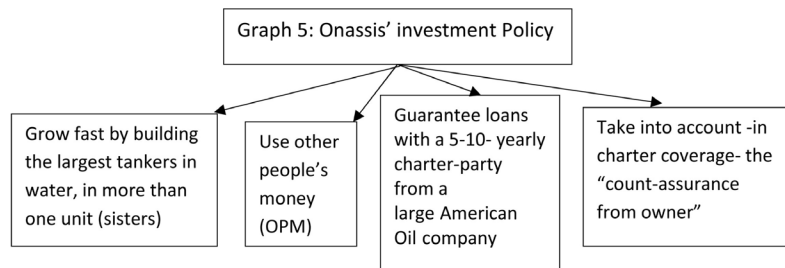 Graph 5: Onassis’ investment Policy
Grow fast by building
the largest tankers in
water, in more than
one unit (sisters)
Use other
people’s
money
(OPM)
Guarantee loans
with a 5-10- yearly
charter-party
from a
large American
Oil company
Take into account -in
charter coverage- the
“count-assurance
from owner”